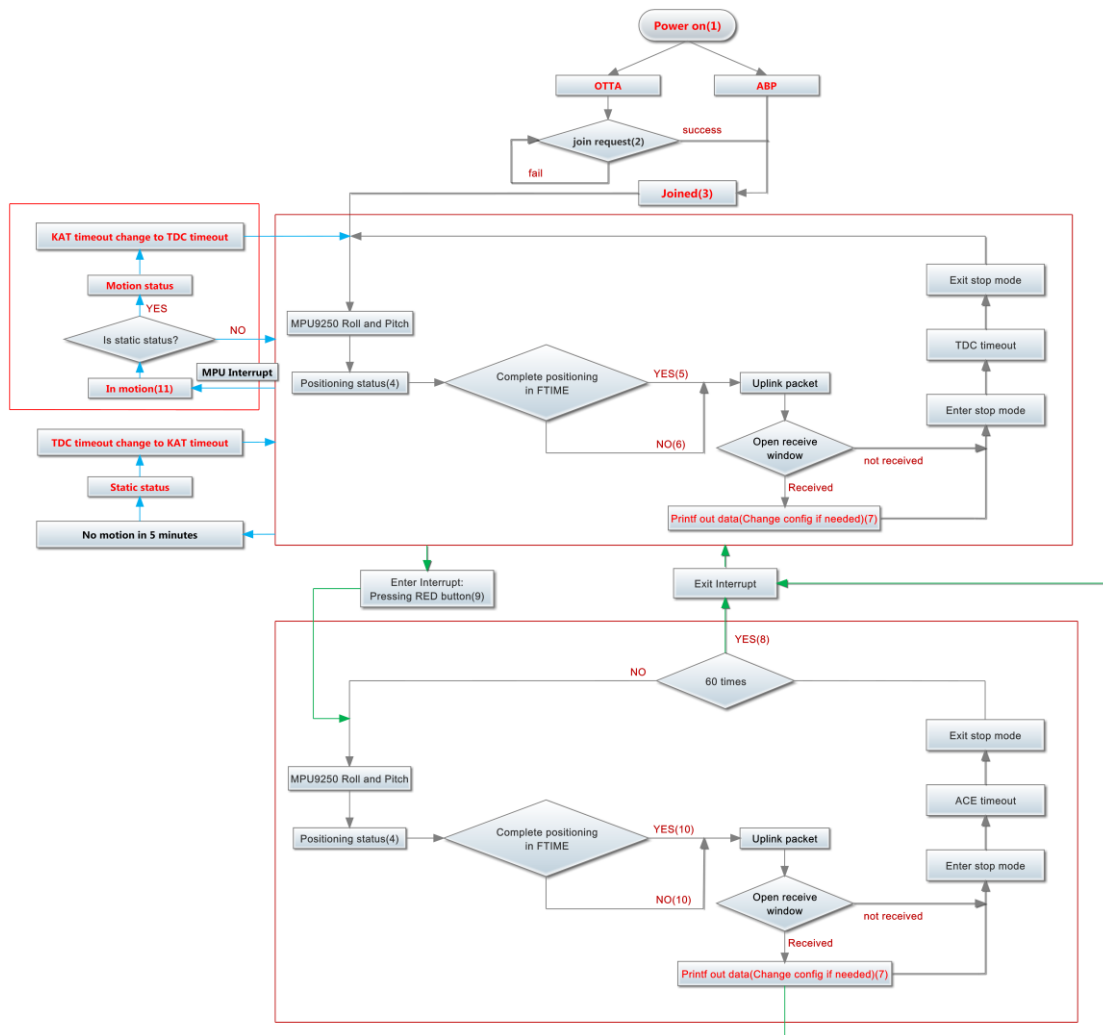 Power on(1)
OTTA
ABP
join request(2)
success
fail
Joined(3)
KAT timeout change to TDC timeout
Motion status
YES
Is static status?
NO
MPU Interrupt
In motion(11)
TDC timeout change to KAT timeout
Static status
No motion in 5 minutes
MPU9250 Roll and Pitch
Positioning status(4)
Complete positioning
in FTIME
YES(5)
NO(6)
Uplink packet
Open receive
window
not received
Received
Printf out data(Change config if needed)(7)
Enter stop mode
TDC timeout
Exit stop mode
Enter Interrupt:
Pressing RED button(9)
Exit Interrupt
YES(8)
NO
60 times
MPU9250 Roll and Pitch
Positioning status(4)
Complete positioning
in FTIME
YES(10)
NO(10)
Uplink packet
Open receive
window
not received
Received
Printf out data(Change config if needed)(7)
Enter stop mode
ACE timeout
Exit stop mode